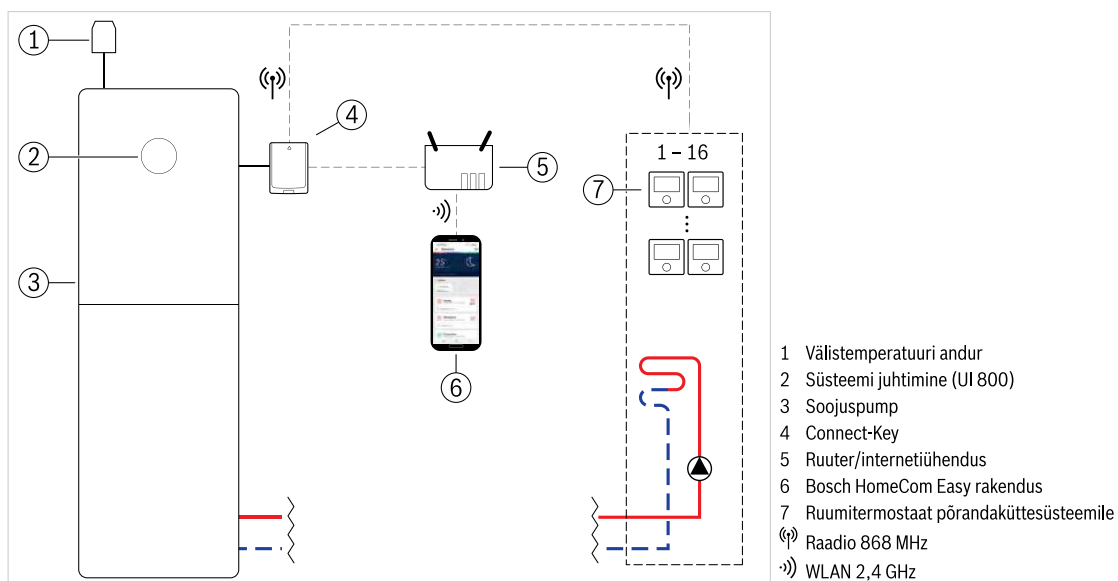 1
2
3
4
5
6
7
1 – 16
25°
1 Välistemperatuuri andur
2 Süsteemi juhtimine (UI 800)
3 Soojuspump
4 Connect-Key
5 Ruuter/internetiühendus
6 Bosch HomeCom Easy rakendus
7 Ruumitermostaat põrandaküttesüsteemile
Raadio 868 MHz
WLAN 2,4 GHz